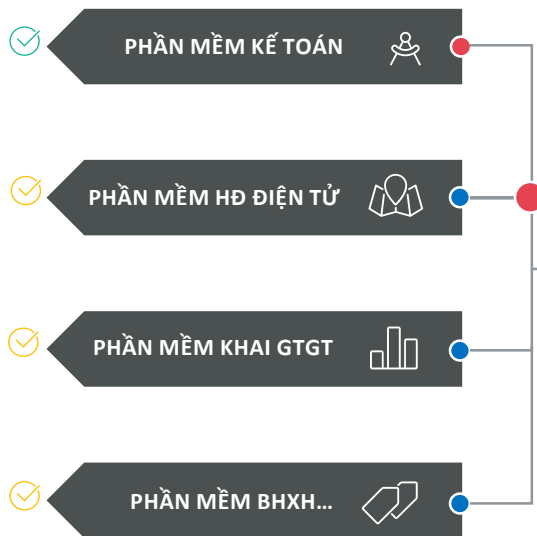 PHẦN MỀM KẾ TOÁN
PHẦN MỀM HĐ ĐIỆN TỬ
PHẦN MỀM KHAI GTGT
PHẦN MỀM BHXH...